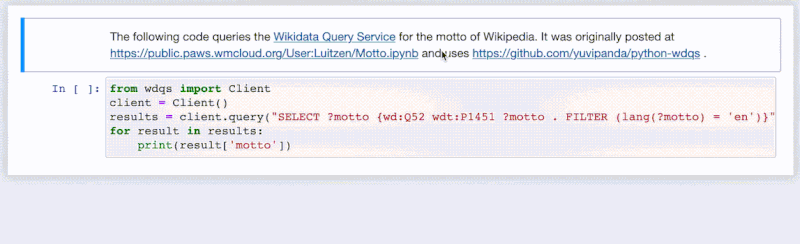 The following code queries the Wikidata Query Service for the motto of Wikipedia. It was originally posted at
https://public.paws.wmcloud.org/User:Luitzen/Motto.ipynb and uses https://github.com/yuvipanda/python-wdqs .
In [ ]: from wdqs import Client
client = Client()
results = client.query("SELECT ?motto {wd:Q52 wdt:P1451 ?motto . FILTER (lang(?motto) = 'en')}"
for result in results:
    print(result['motto'])